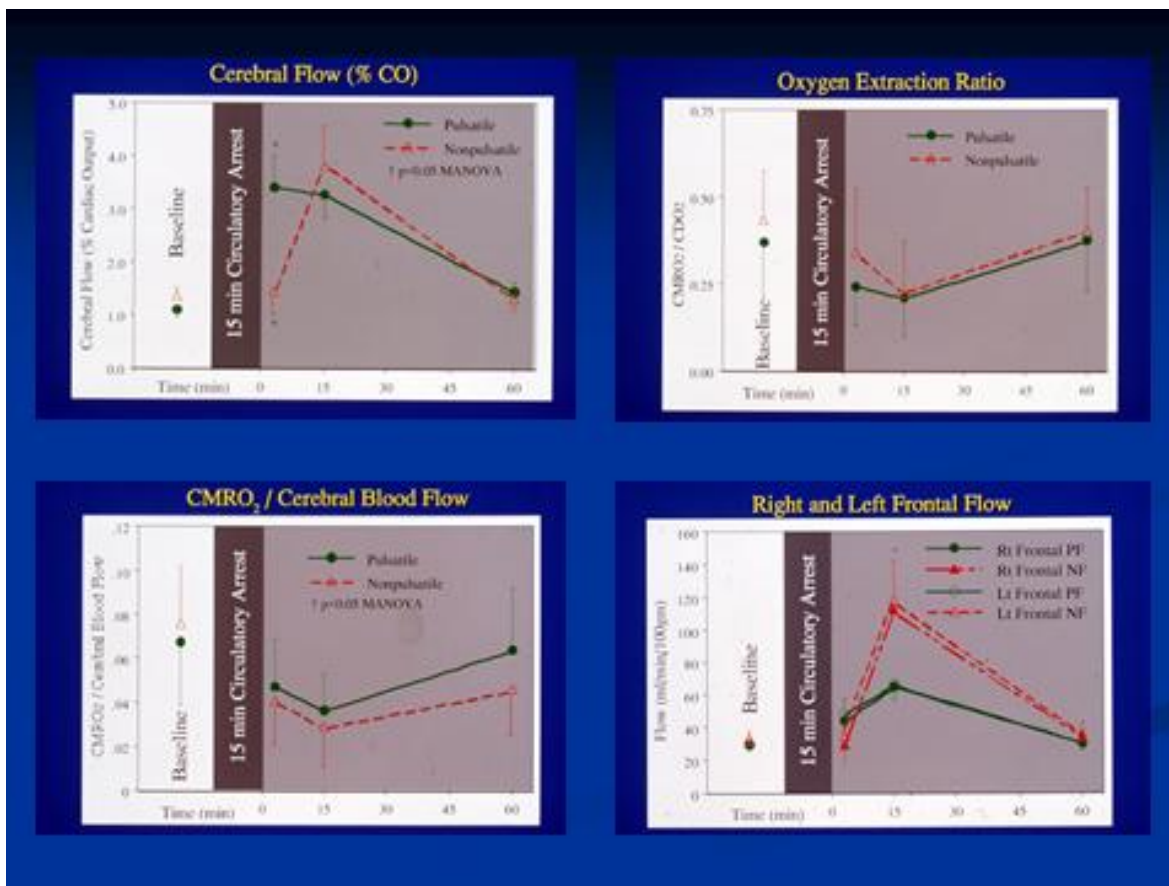 Cerebral Flow (% CO)
5.0
4.0
3.0
2.0
1.0
0.0
Cerebral Flow (% Cardiac Output)
Baseline
15 min Circulatory Arrest
Pulsatile
Nonpulsatile
† p<0.05 MANOVA
Time (min) 0 15 30 45 60
Oxygen Extraction Ratio
0.75
0.50
0.25
0.00
CMRO2 / CDO2
Baseline
15 min Circulatory Arrest
Pulsatile
Nonpulsatile
Time (min) 0 15 30 45 60
CMRO2 / Cerebral Blood Flow
.12
.10
.08
.06
.04
.02
0
CMRO2 / Cerebral Blood Flow
Baseline
15 min Circulatory Arrest
Pulsatile
Nonpulsatile
† p<0.05 MANOVA
Time (min) 0 15 30 45 60
Right and Left Frontal Flow
160
140
120
100
80
60
40
20
0
Flow (ml/min/100gm)
Baseline
15 min Circulatory Arrest
Rt Frontal PF
Rt Frontal NF
Lt Frontal PF
Lt Frontal NF
Time (min) 0 15 30 45 60